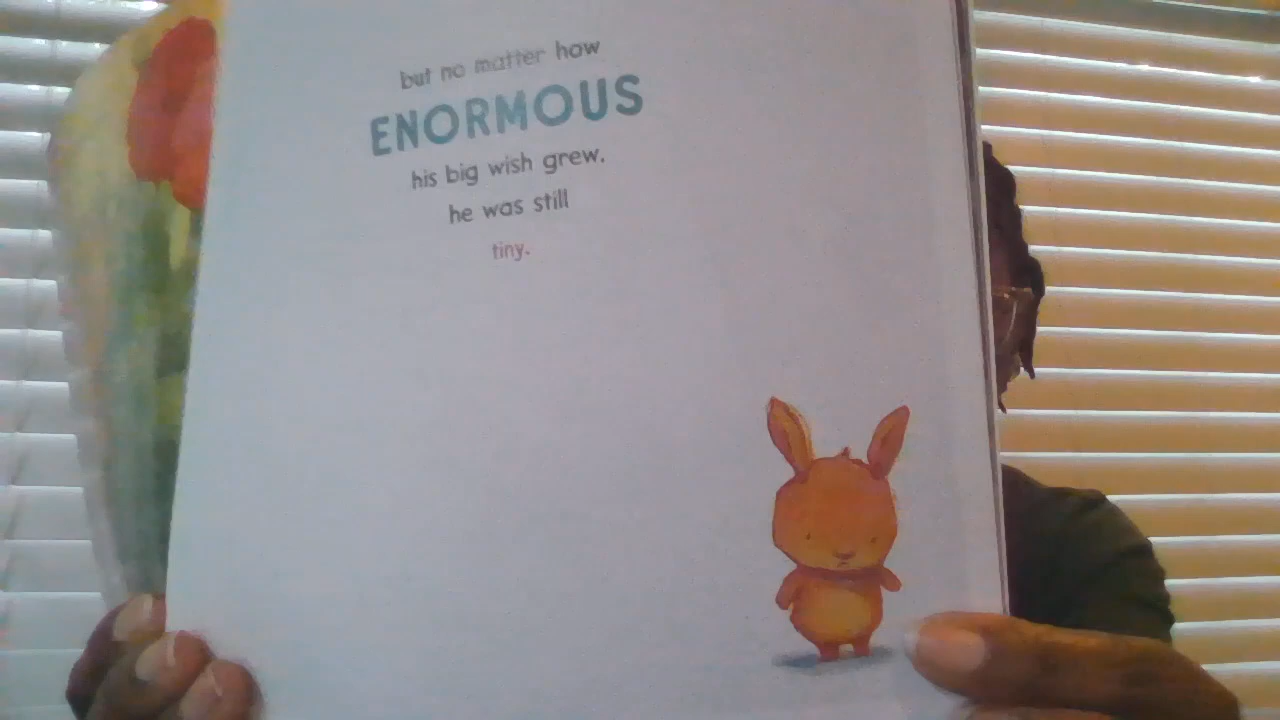 but no matter how
ENORMOUS
his big wish grew,
he was still
tiny.